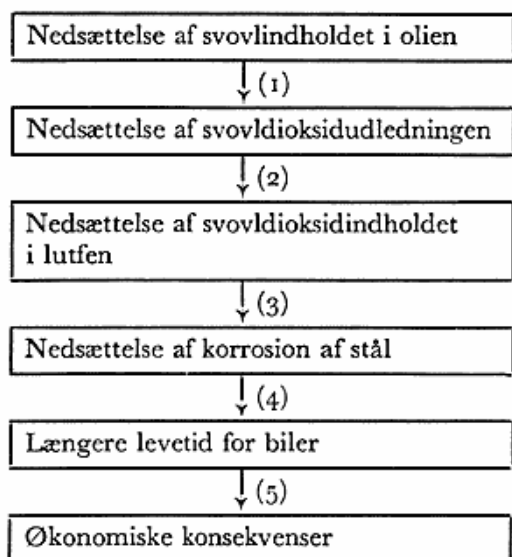 Nedsættelse af svovlindholdet i olien
(1)
Nedsættelse af svovldioksidudledningen
(2)
Nedsættelse af svovldioksidindholdet
i lutfen
(3)
Nedsættelse af korrosion af stål
(4)
Længere levetid for biler
(5)
Økonomiske konsekvenser